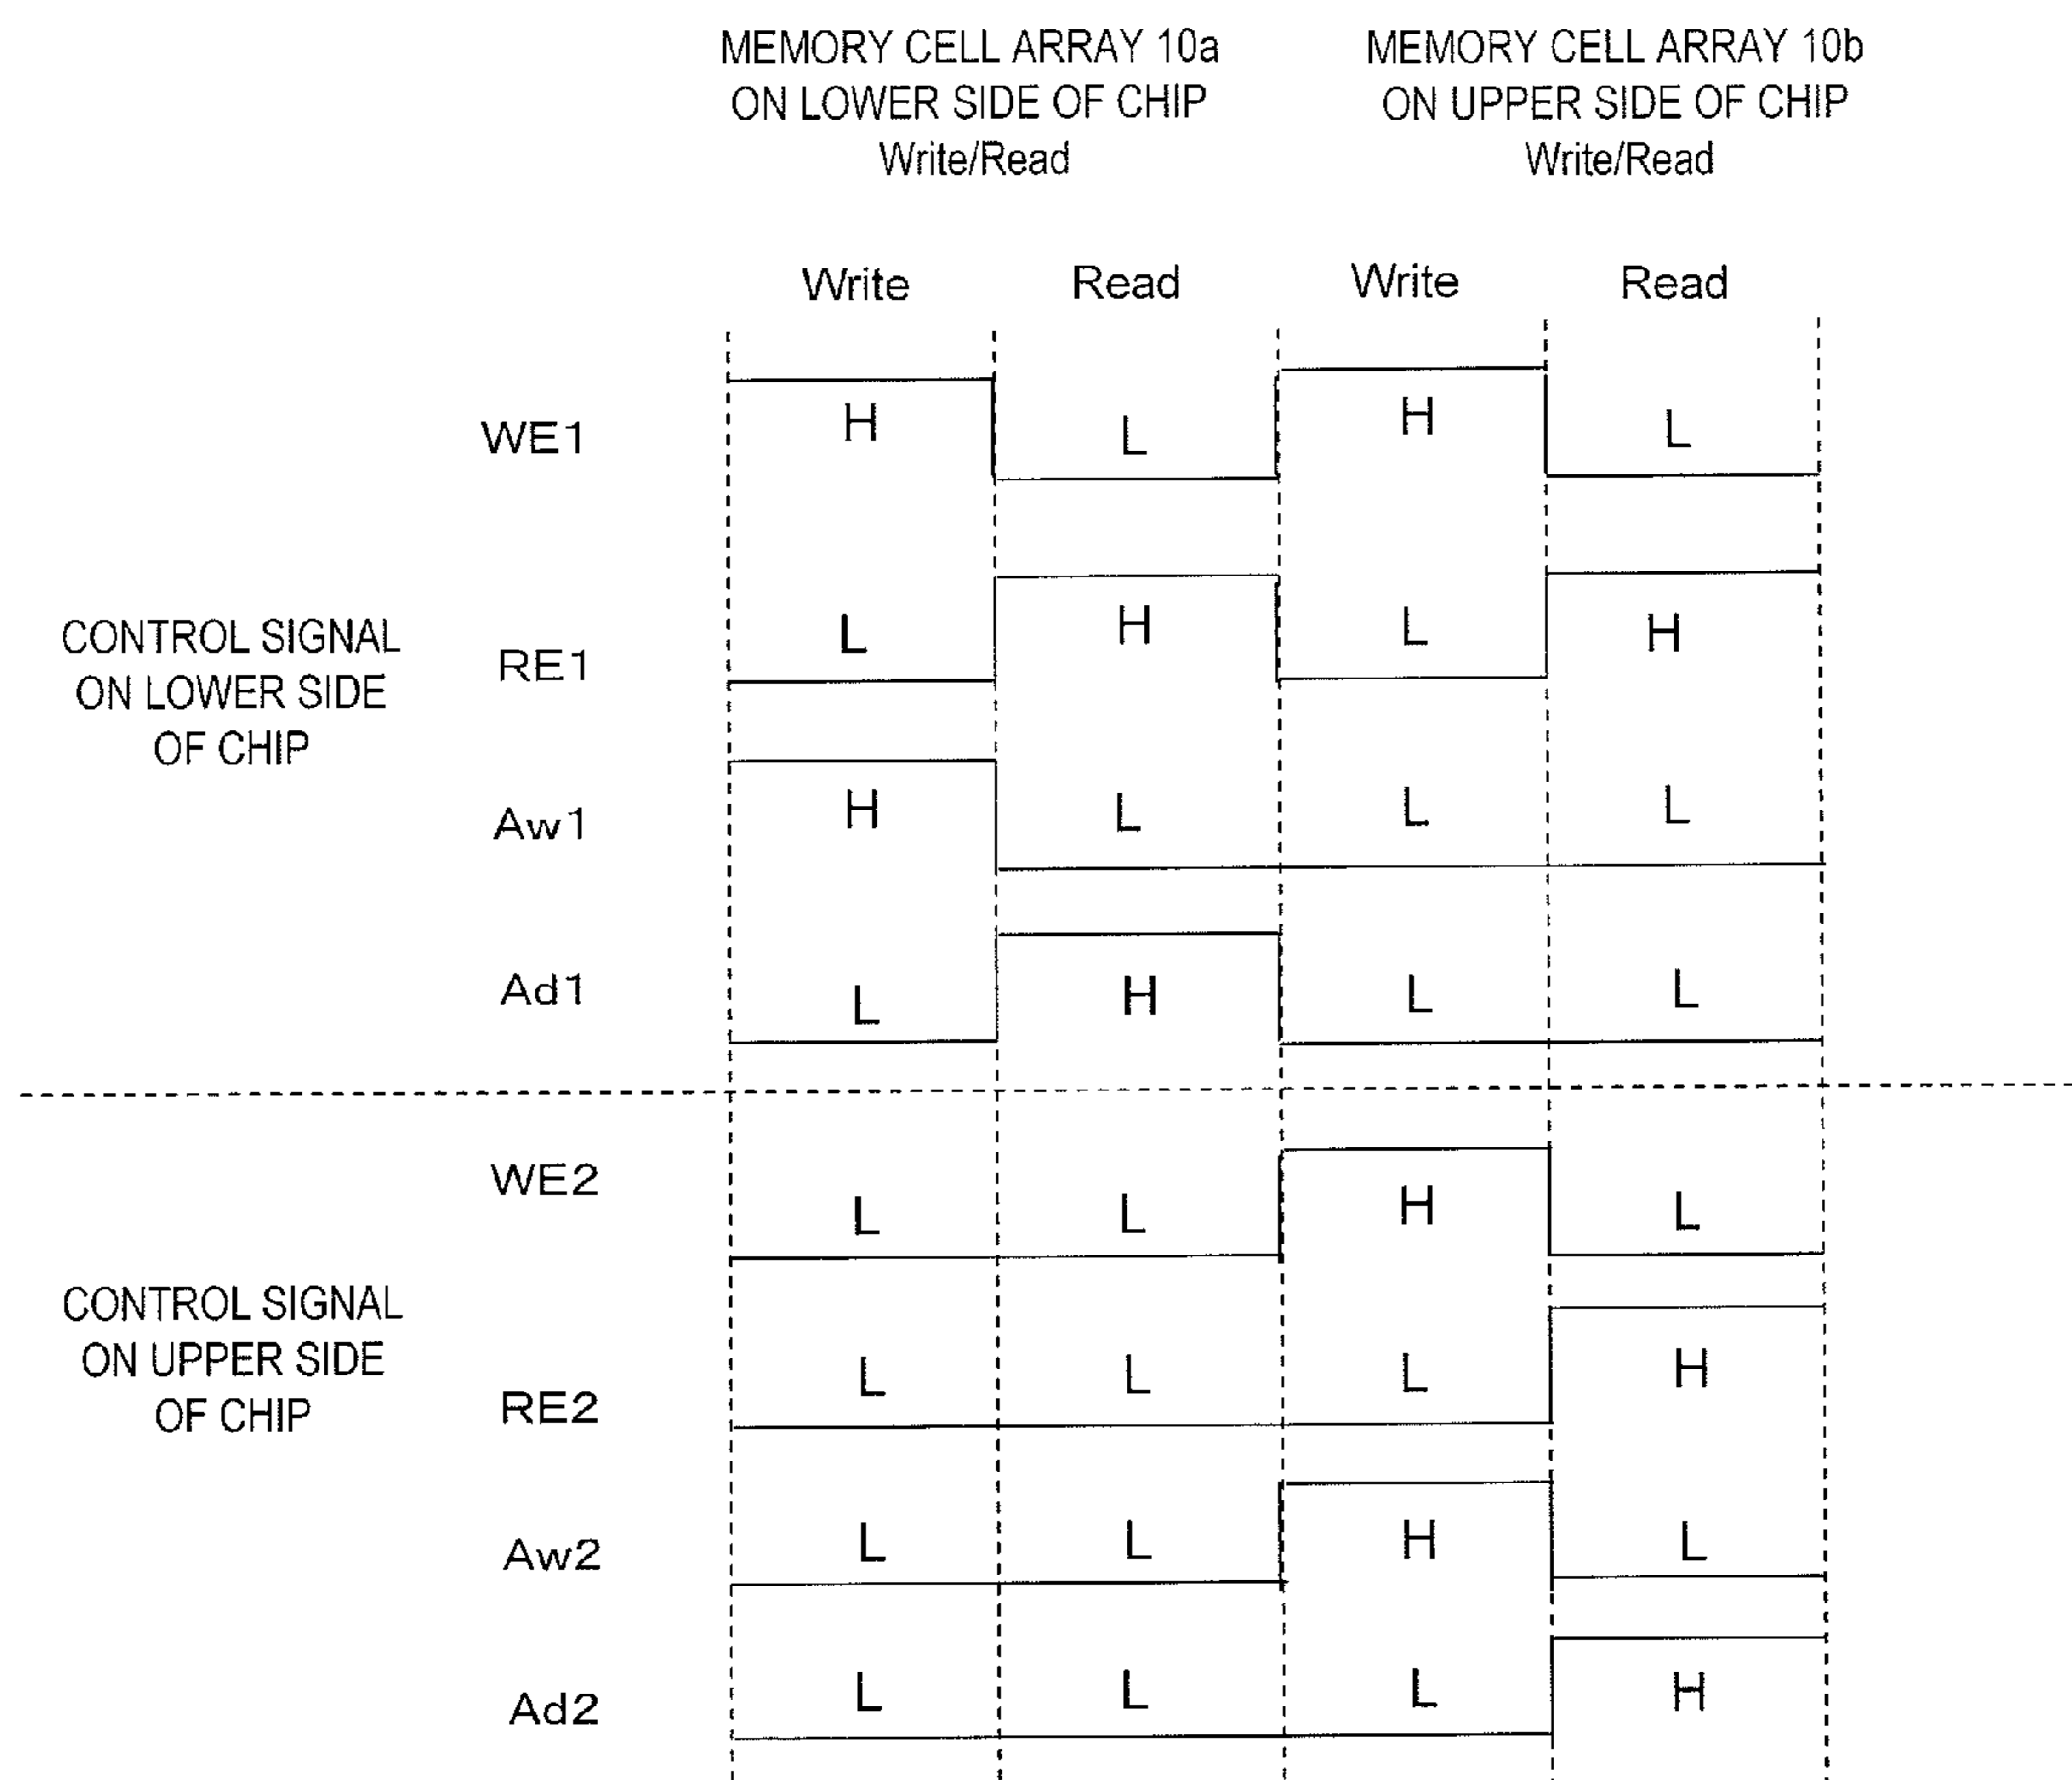 MEMORY CELL ARRAY 10a
ON LOWER SIDE OF CHIP
Write/Read
MEMORY CELL ARRAY 10b
ON UPPER SIDE OF CHIP
Write/Read
Write Read Write Read
CONTROL SIGNAL
ON LOWER SIDE
OF CHIP
WE1 H L H L
RE1 L H L H
Aw1 H L L L
Ad1 L H L L
CONTROL SIGNAL
ON UPPER SIDE
OF CHIP
WE2 L L H L
RE2 L L L H
Aw2 L L H L
Ad2 L L L H